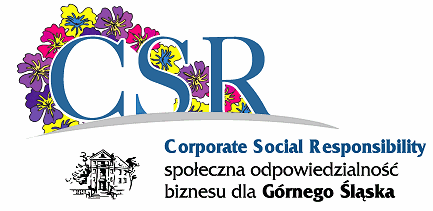 CSR
Corporate Social Responsibility
społeczna odpowiedzialność
biznesu dla Górnego Śląska